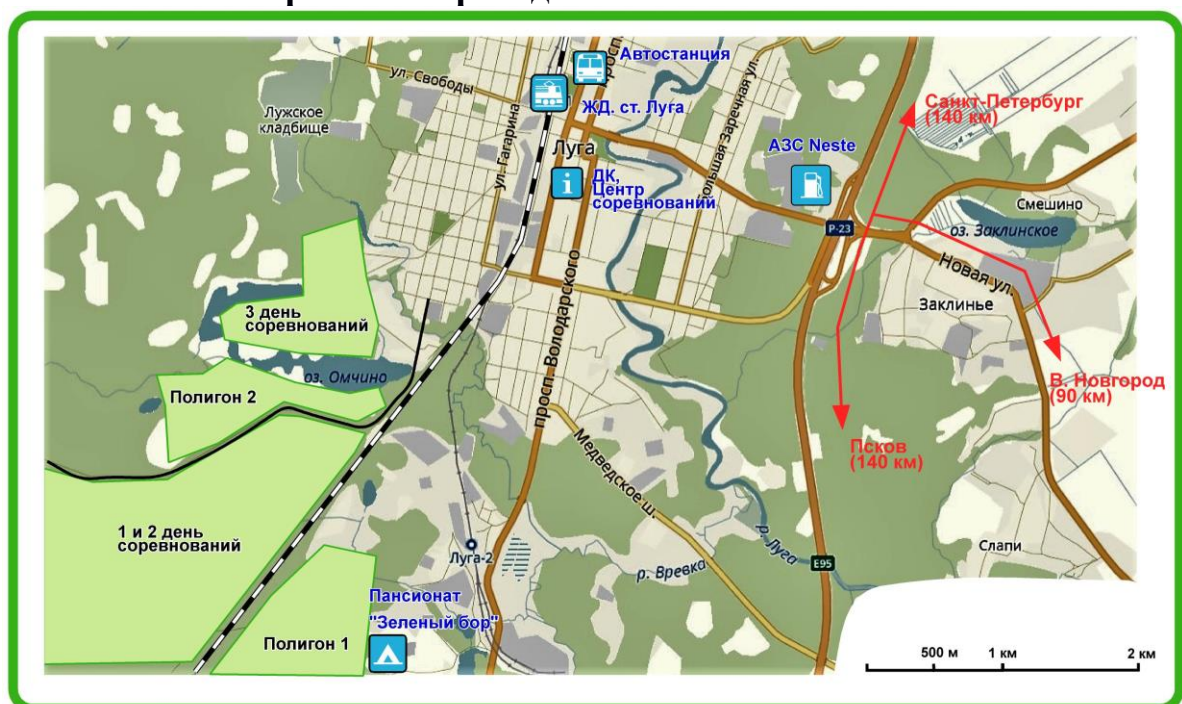 Автостанция
просп.
ул. Свободы
ЖД. ст. Луга
Санкт-Петербург
(140 км)
Лужское
кладбище
ул. Гагарина
Большая Заречная ул.
АЗС Neste
Луга
i
ДК,
Центр
соревнований
Смешино
Р-23
оз. Заклинское
Новая ул.
Заклинье
3 день
соревнований
оз. Омчино
просп. Володарского
В. Новгород
(90 км)
Полигон 2
Псков
(140 км)
Медведское ш.
1 и 2 день
соревнований
Луга-2
р. Луга
Слапи
р. Вревка
E95
Пансионат
"Зеленый бор"
Полигон 1
500 м 1 км 2 км